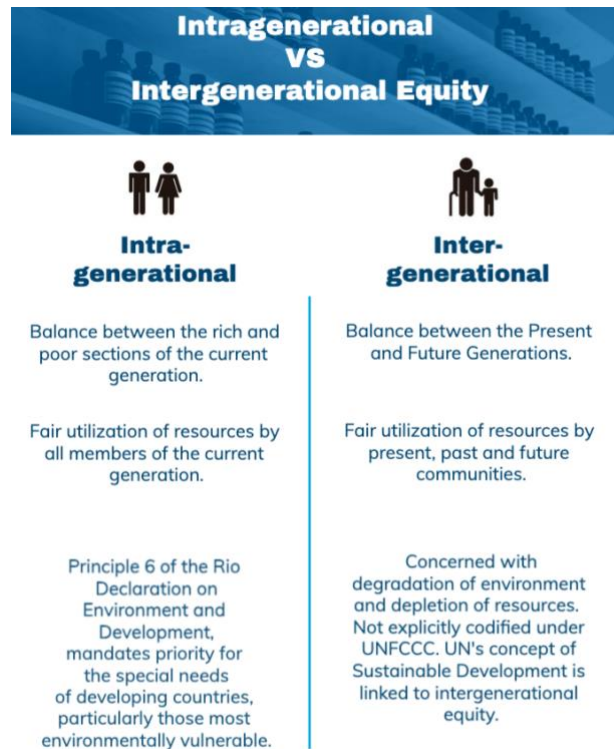 Intragenerational
VS
Intergenerational Equity
Intra-
generational
Balance between the rich and
poor sections of the current
generation.
Fair utilization of resources by
all members of the current
generation.
Principle 6 of the Rio
Declaration on
Environment and
Development,
mandates priority for
the special needs
of developing countries,
particularly those most
environmentally vulnerable.
Inter-
generational
Balance between the Present
and Future Generations.
Fair utilization of resources by
present, past and future
communities.
Concerned with
degradation of environment
and depletion of resources.
Not explicitly codified under
UNFCCC. UN's concept of
Sustainable Development is
linked to intergenerational
equity.